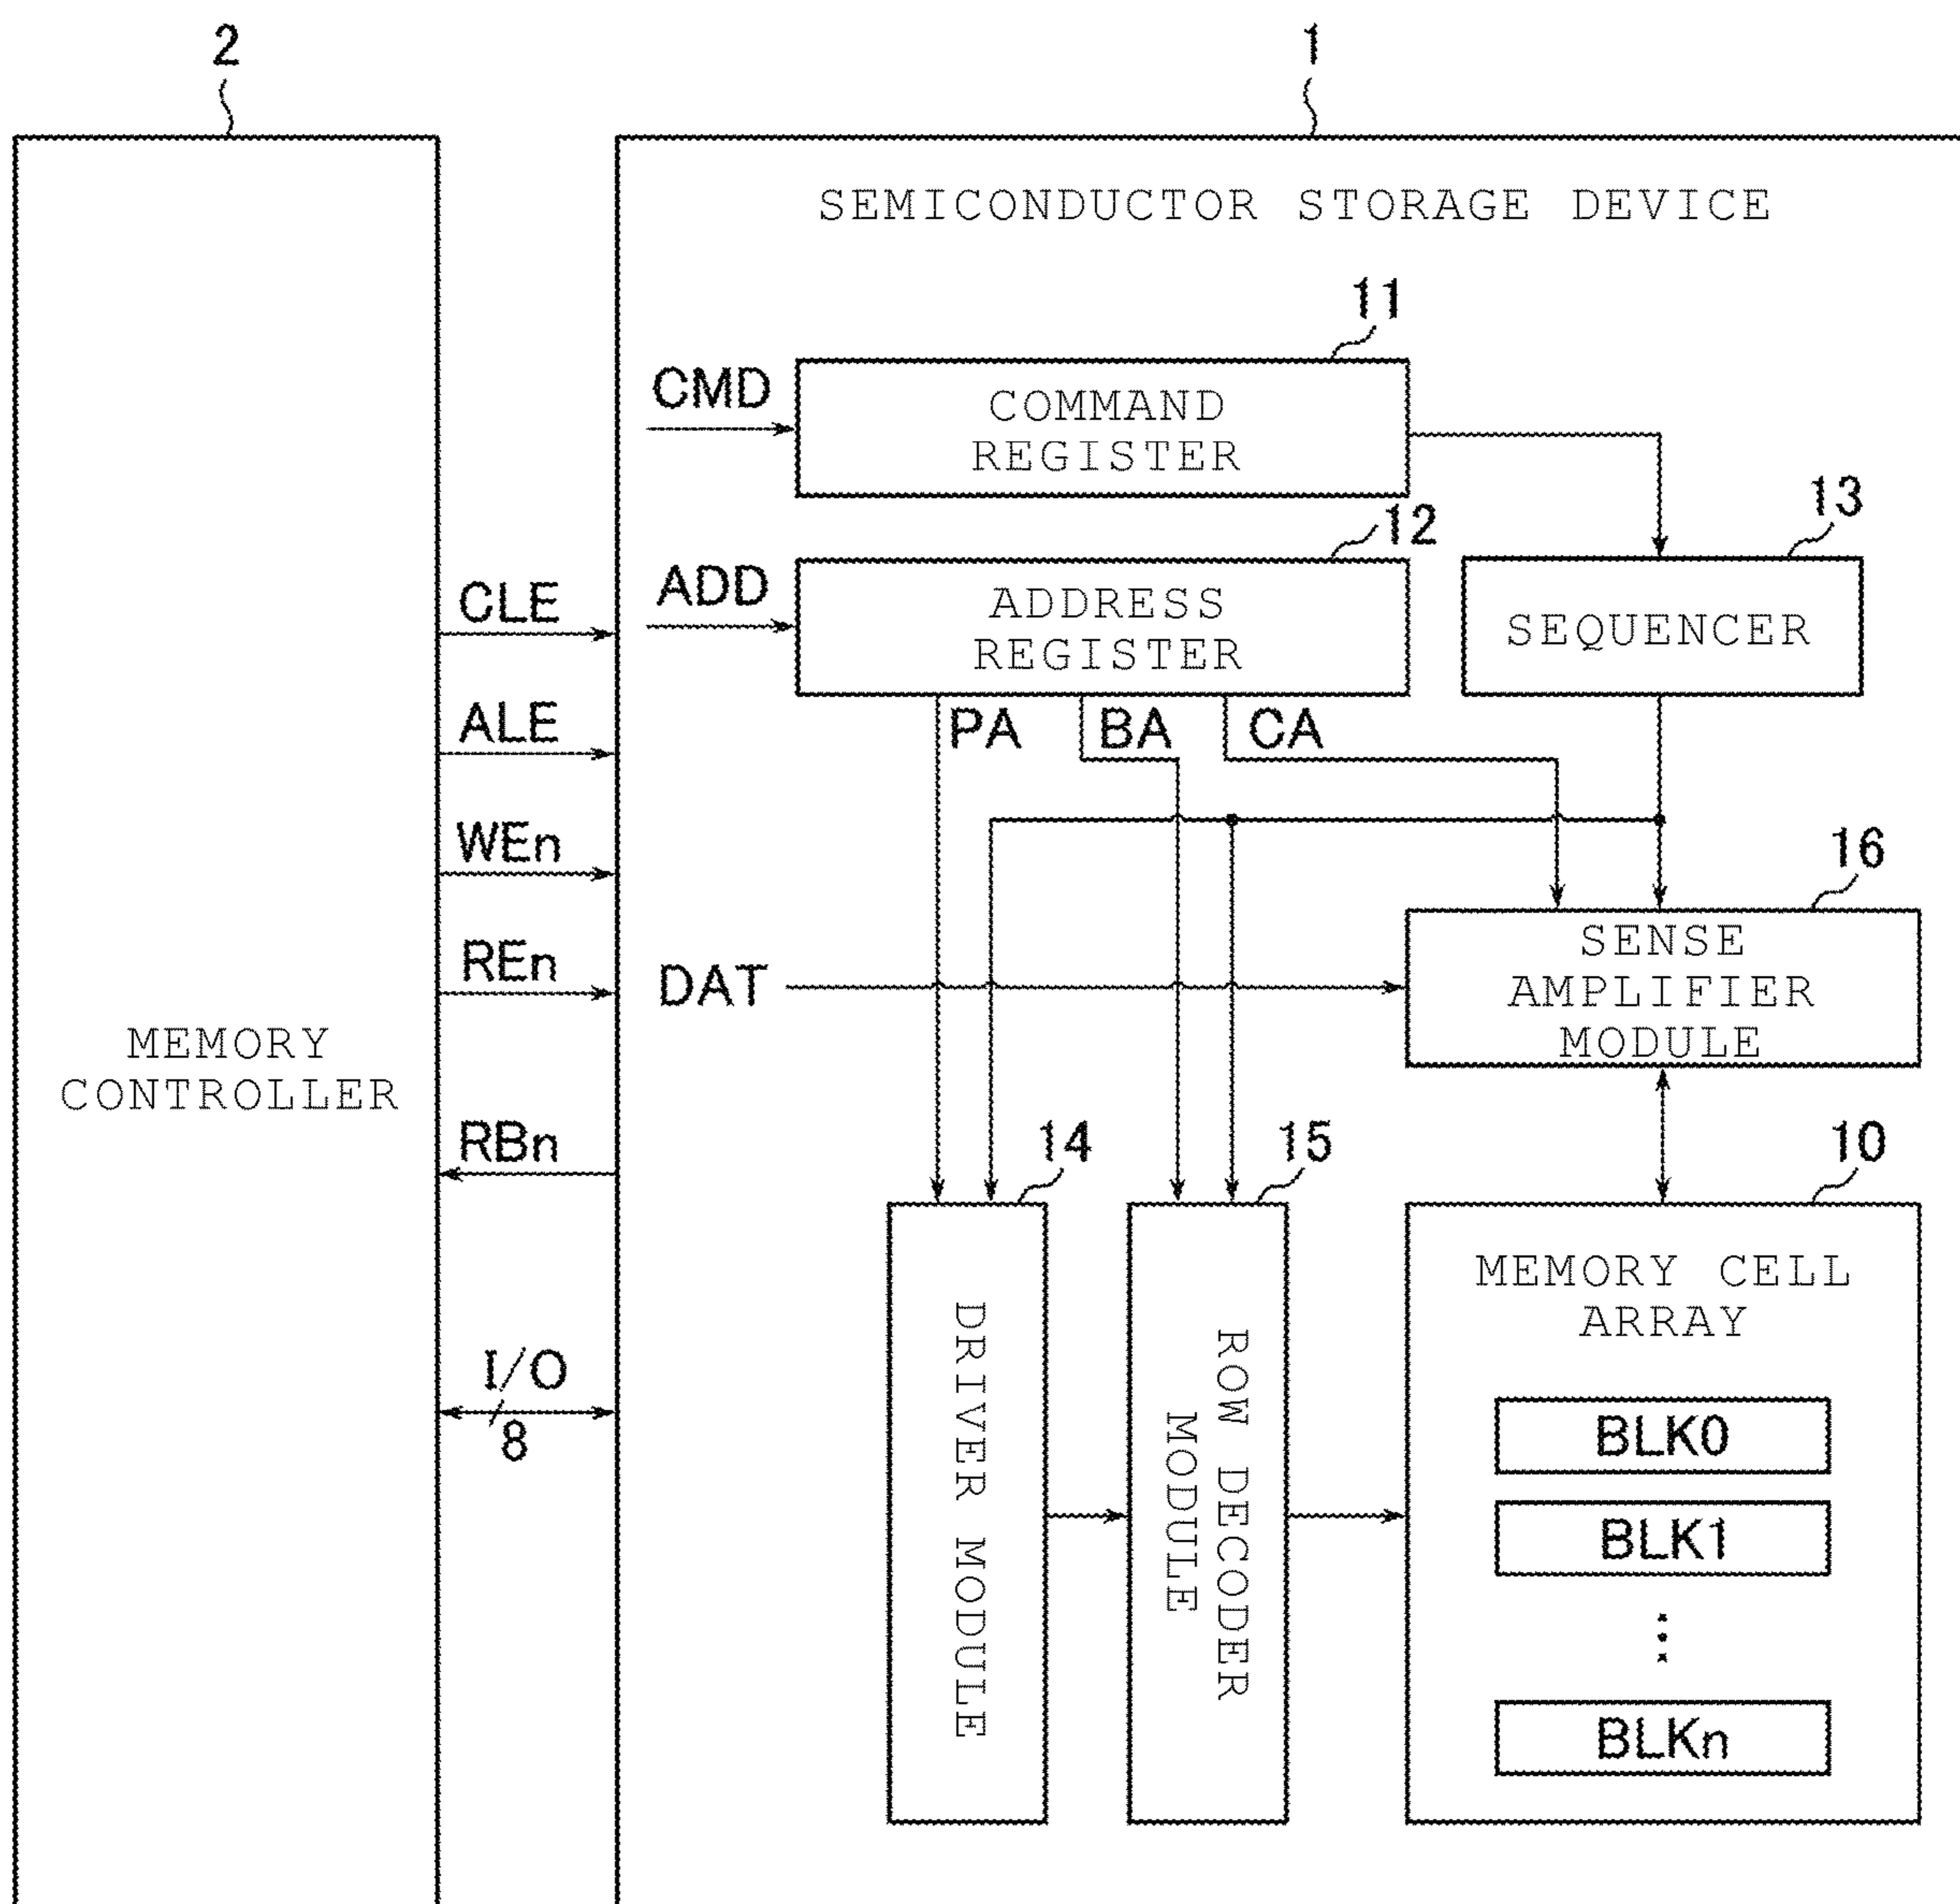 2
1
SEMICONDUCTOR STORAGE DEVICE
11
CMD
COMMAND
REGISTER
12
13
ADD
ADDRESS
REGISTER
SEQUENCER
CLE
ALE
WEn
REn
RBn
I/O
8
MEMORY
CONTROLLER
PA
BA
CA
16
DAT
SENSE
AMPLIFIER
MODULE
14
15
10
DRIVER MODULE
ROW DECODER
MODULE
MEMORY CELL
ARRAY
BLK0
BLK1
⋮
BLKn